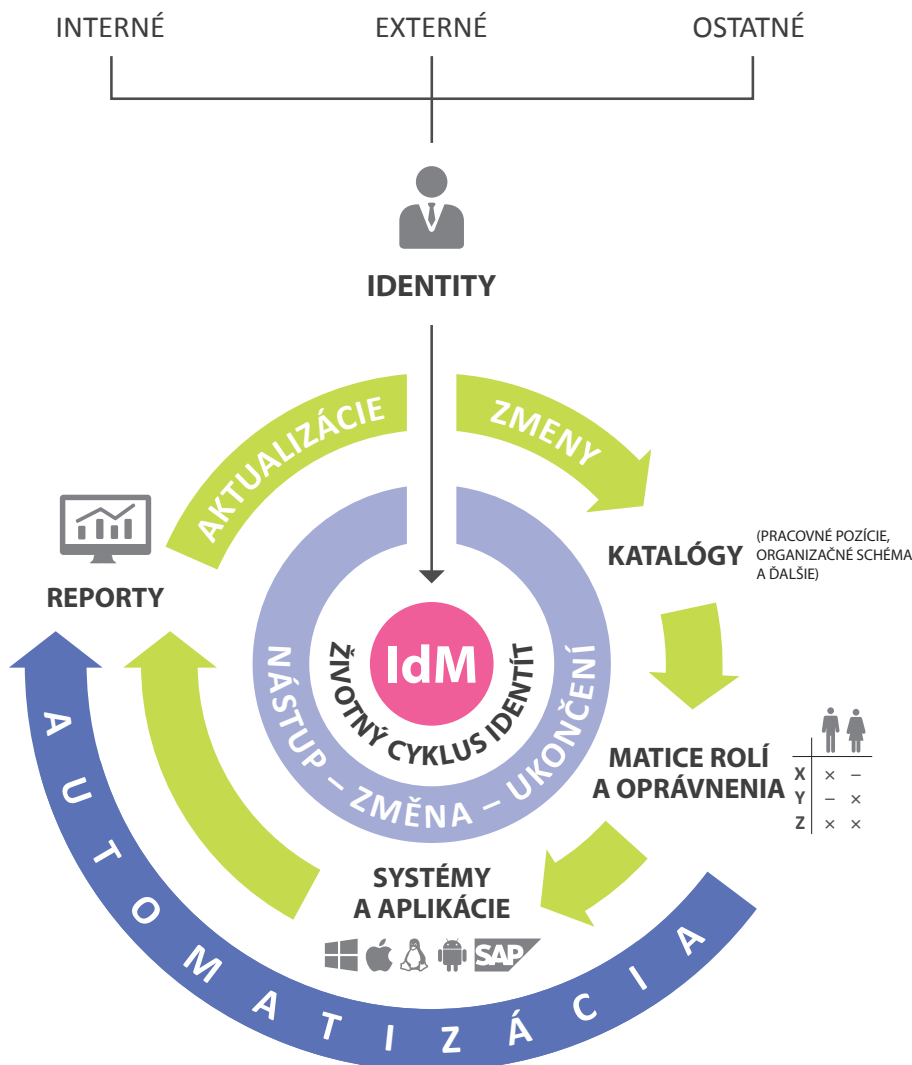 INTERNÉ
EXTERNÉ
OSTATNÉ
IDENTITY
AKTUALIZÁCIE
ZMENY
KATALÓGY
(PRACOVNÉ POZÍCIE,
ORGANIZAČNÉ SCHÉMA
A ĎALŠIE)
REPORTY
IdM
ŽIVOTNÝ CYKLUS IDENTÍT
NÁSTUP – ZMĚNA – UKONČENÍ
MATICE ROLÍ
A OPRÁVNENIA
X × –
Y – ×
Z × ×
SYSTÉMY
A APLIKÁCIE
SAP
AUTOMATIZÁCIA